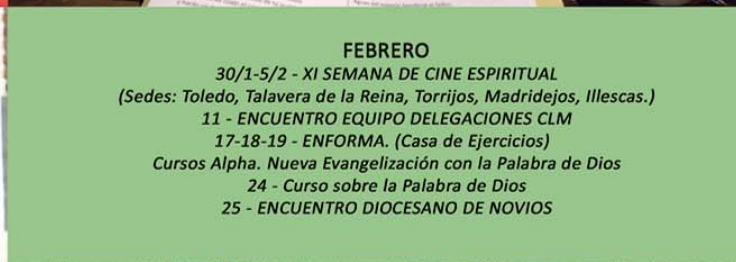 FEBRERO
30/1-5/2 - XI SEMANA DE CINE ESPIRITUAL
(Sedes: Toledo, Talavera de la Reina, Torrijos, Madridejos, Illescas.)
11 - ENCUENTRO EQUIPO DELEGACIONES CLM
17-18-19 - ENFORMA. (Casa de Ejercicios)
Cursos Alpha. Nueva Evangelización con la Palabra de Dios
24 - Curso sobre la Palabra de Dios
25 - ENCUENTRO DIOCESANO DE NOVIOS